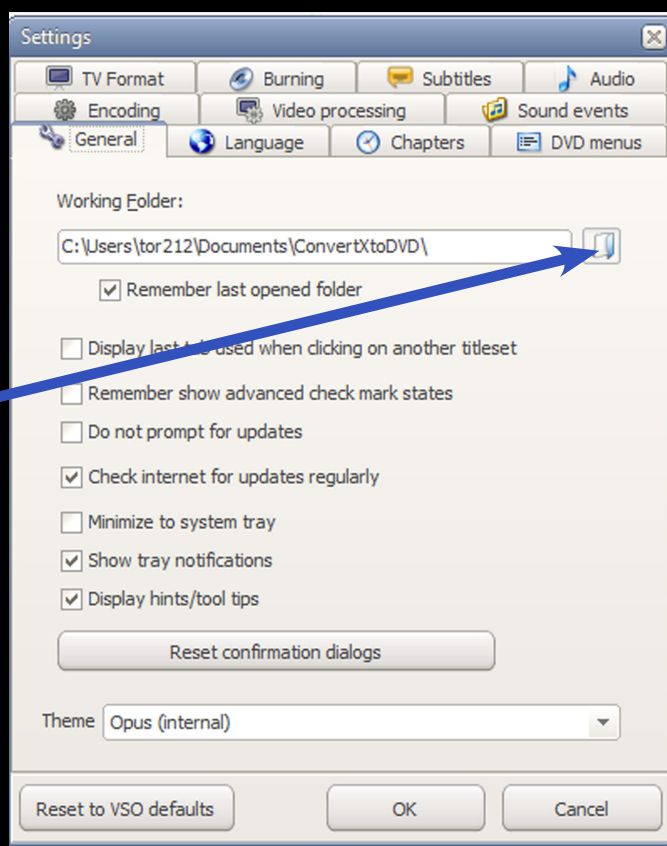 Settings
TV Format Burning Subtitles Audio
Encoding Video processing Sound events
General Language Chapters DVD menus
Working Folder:
C:\Users\tor212\Documents\ConvertXtoDVD\
Remember last opened folder
Display last tab used when clicking on another titleset
Remember show advanced check mark states
Do not prompt for updates
Check internet for updates regularly
Minimize to system tray
Show tray notifications
Display hints/tool tips
Reset confirmation dialogs
Theme Opus (internal)
Reset to VSO defaults OK Cancel